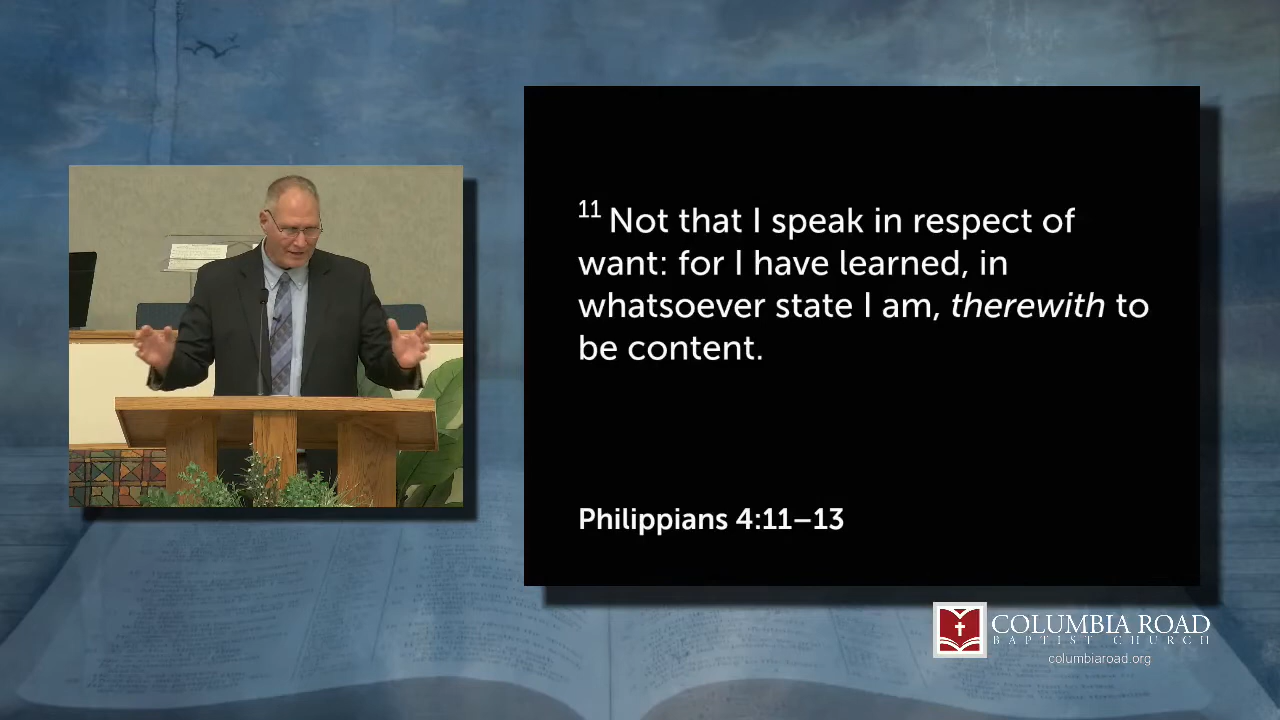 11 Not that I speak in respect of
want: for I have learned, in
whatsoever state I am, therewith to
be content.
Philippians 4:11–13
COLUMBIA ROAD
BAPTIST CHURCH
columbiaroad.org